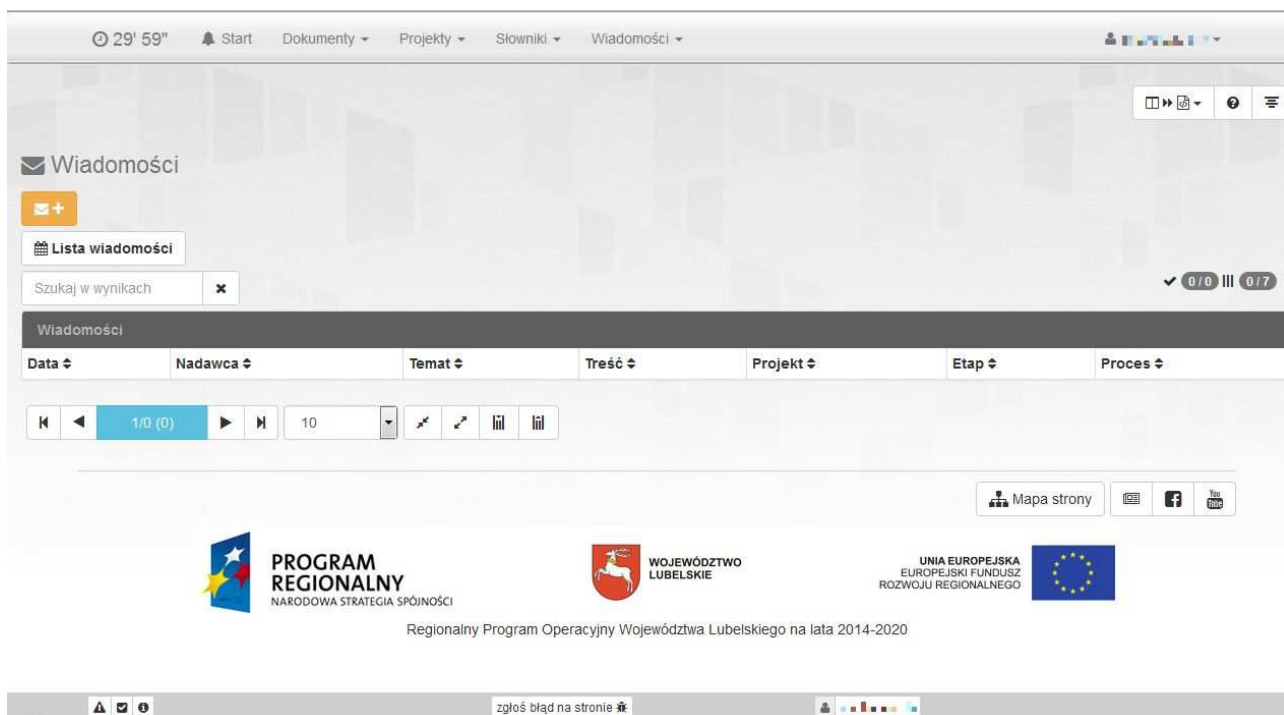 29' 59" Start Dokumenty Projekty Słowniki Wiadomości
Wiadomości
Lista wiadomości
Szukaj w wynikach
0/0 0/7
Wiadomości
Data Nadawca Temat Treść Projekt Etap Proces
1/0 (0) 10
Mapa strony You Tube
PROGRAM REGIONALNY
NARODOWA STRATEGIA SPÓJNOŚCI
WOJEWÓDZTWO
LUBELSKIE
UNIA EUROPEJSKA
EUROPEJSKI FUNDUSZ
ROZWOJU REGIONALNEGO
Regionalny Program Operacyjny Województwa Lubelskiego na lata 2014-2020
zgłoś błąd na stronie